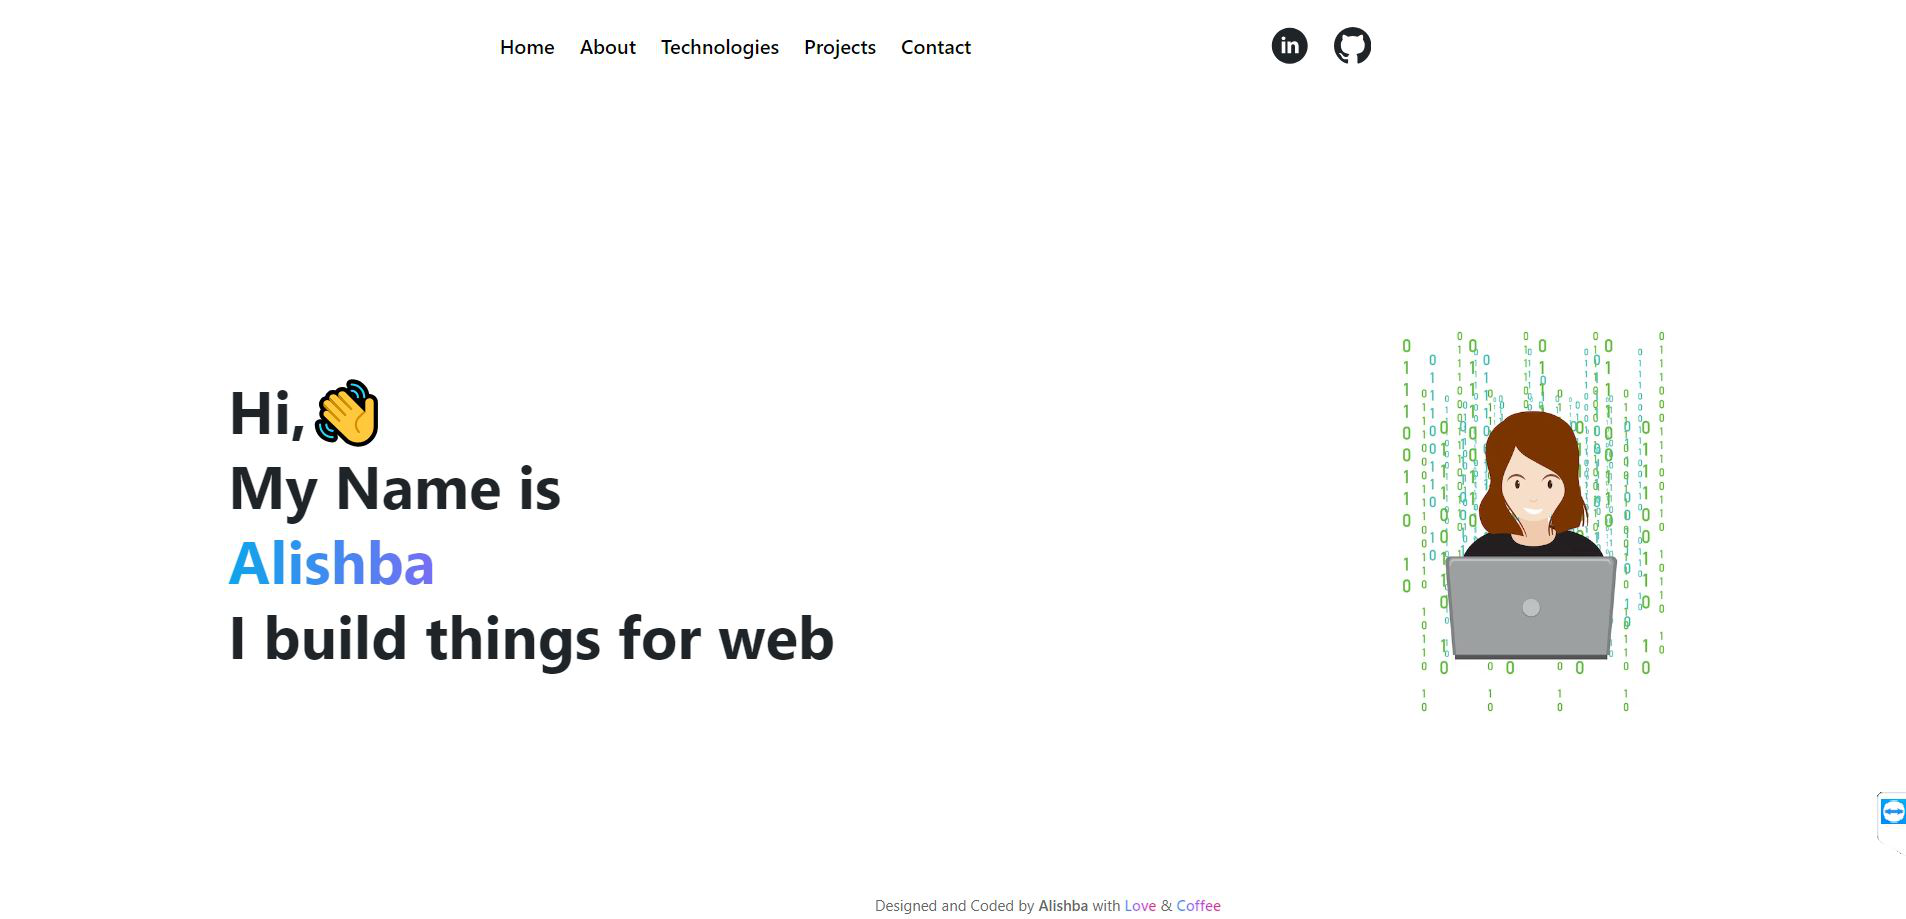 Home About Technologies Projects Contact
in
Hi,
My Name is
Alishba
I build things for web
Designed and Coded by Alishba with Love & Coffee